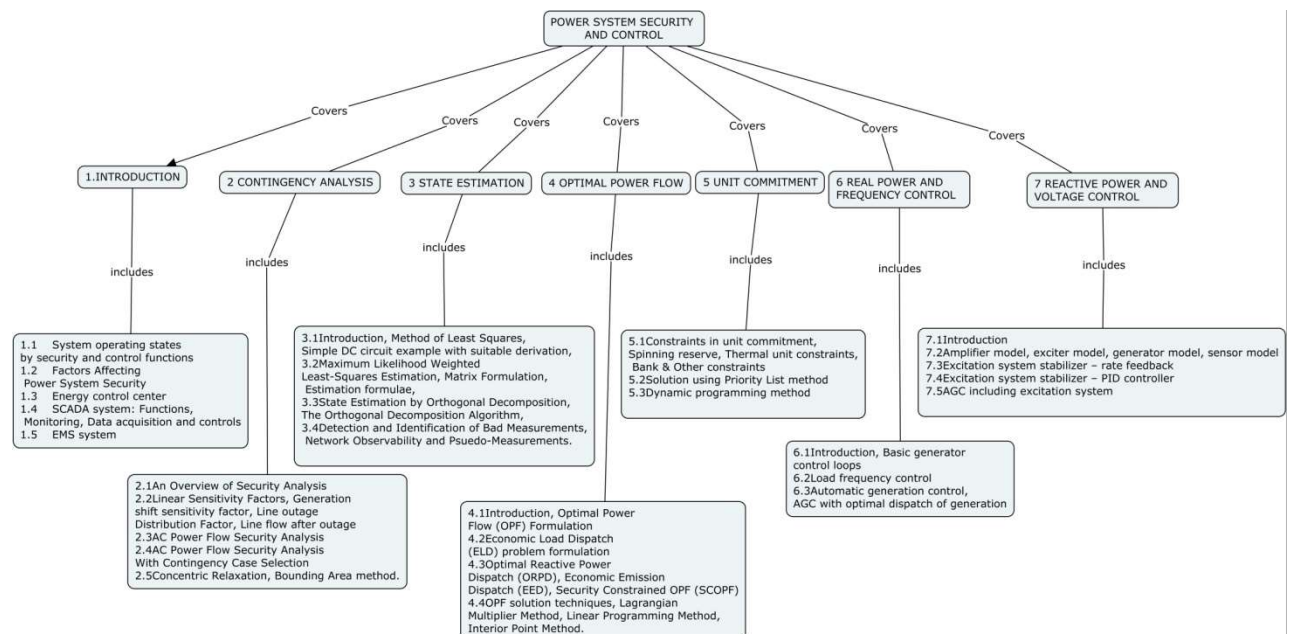 POWER SYSTEM SECURITY
AND CONTROL
Covers
Covers
Covers
Covers
Covers
Covers
Covers
1.INTRODUCTION
2 CONTINGENCY ANALYSIS
3 STATE ESTIMATION
4 OPTIMAL POWER FLOW
5 UNIT COMMITMENT
6 REAL POWER AND
FREQUENCY CONTROL
7 REACTIVE POWER AND
VOLTAGE CONTROL
includes
includes
includes
includes
includes
includes
includes
1.1 System operating states
by security and control functions
1.2 Factors Affecting
Power System Security
1.3 Energy control center
1.4 SCADA system: Functions,
Monitoring, Data acquisition and controls
1.5 EMS system
2.1An Overview of Security Analysis
2.2Linear Sensitivity Factors, Generation
shift sensitivity factor, Line outage
Distribution Factor, Line flow after outage
2.3AC Power Flow Security Analysis
2.4AC Power Flow Security Analysis
With Contingency Case Selection
2.5Concentric Relaxation, Bounding Area method.
3.1Introduction, Method of Least Squares,
Simple DC circuit example with suitable derivation,
3.2Maximum Likelihood Weighted
Least-Squares Estimation, Matrix Formulation,
Estimation formulae,
3.3State Estimation by Orthogonal Decomposition,
The Orthogonal Decomposition Algorithm,
3.4Detection and Identification of Bad Measurements,
Network Observability and Psuedo-Measurements.
4.1Introduction, Optimal Power
Flow (OPF) Formulation
4.2Economic Load Dispatch
(ELD) problem formulation
4.3Optimal Reactive Power
Dispatch (ORPD), Economic Emission
Dispatch (EED), Security Constrained OPF (SCOPF)
4.4OPF solution techniques, Lagrangian
Multiplier Method, Linear Programming Method,
Interior Point Method.
5.1Constraints in unit commitment,
Spinning reserve, Thermal unit constraints,
Bank & Other constraints
5.2Solution using Priority List method
5.3Dynamic programming method
6.1Introduction, Basic generator
control loops
6.2Load frequency control
6.3Automatic generation control,
AGC with optimal dispatch of generation
7.1Introduction
7.2Amplifier model, exciter model, generator model, sensor model
7.3Excitation system stabilizer – rate feedback
7.4Excitation system stabilizer – PID controller
7.5AGC including excitation system